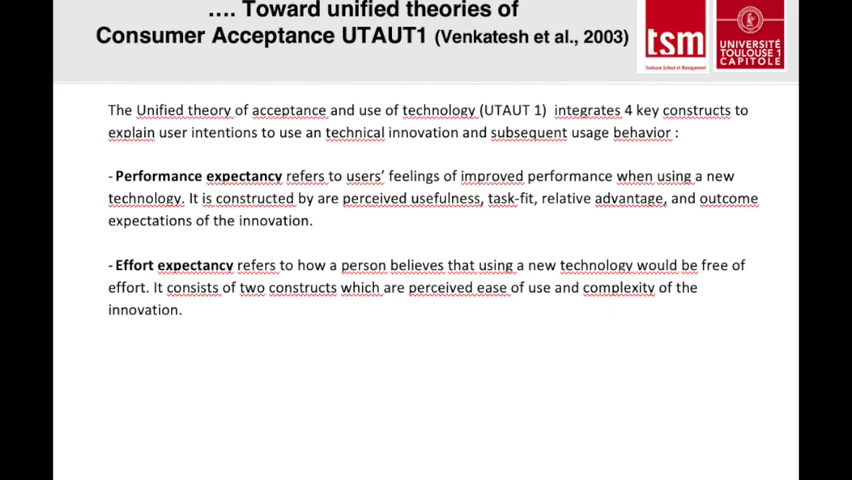 .... Toward unified theories of
Consumer Acceptance UTAUT1 (Venkatesh et al., 2003)
tsm
Toulouse School of Management
UNIVERSITÉ
TOULOUSE 1
CAPITOLE
The Unified theory of acceptance and use of technology (UTAUT 1)  integrates 4 key constructs to
explain user intentions to use an technical innovation and subsequent usage behavior :
- Performance expectancy refers to users’ feelings of improved performance when using a new
technology. It is constructed by are perceived usefulness, task-fit, relative advantage, and outcome
expectations of the innovation.
- Effort expectancy refers to how a person believes that using a new technology would be free of
effort. It consists of two constructs which are perceived ease of use and complexity of the
innovation.